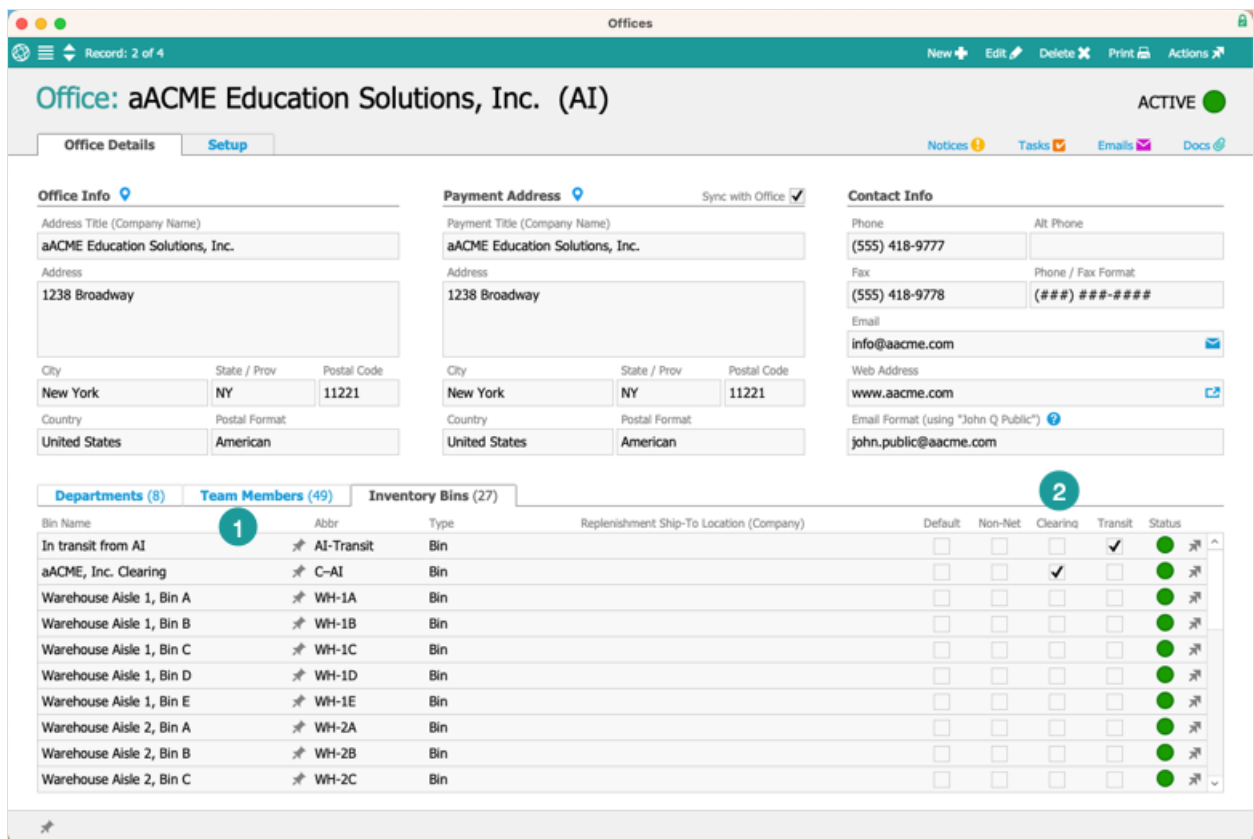 Offices
Record: 2 of 4 New Edit Delete Print Actions
Office: aACME Education Solutions, Inc. (AI) ACTIVE
Office Details Setup Notices Tasks Emails Docs
Office Info Payment Address Sync with Office Contact Info
Address Title (Company Name) Payment Title (Company Name) Phone Alt Phone
aACME Education Solutions, Inc. aACME Education Solutions, Inc. (555) 418-9777
Address Address Fax Phone / Fax Format
1238 Broadway 1238 Broadway (555) 418-9778 (###) ###-####
Email
info@aacme.com
City State / Prov Postal Code City State / Prov Postal Code Web Address
New York NY 11221 New York NY 11221 www.aacme.com
Country Postal Format Country Postal Format Email Format (using "John Q Public") ?
United States American United States American john.public@aacme.com
Departments (8) Team Members (49) Inventory Bins (27) 2
Bin Name 1 Abbr Type Replenishment Ship-To Location (Company) Default Non-Net Clearing Transit Status
In transit from AI AI-Transit Bin
aACME, Inc. Clearing C–AI Bin
Warehouse Aisle 1, Bin A WH-1A Bin
Warehouse Aisle 1, Bin B WH-1B Bin
Warehouse Aisle 1, Bin C WH-1C Bin
Warehouse Aisle 1, Bin D WH-1D Bin
Warehouse Aisle 1, Bin E WH-1E Bin
Warehouse Aisle 2, Bin A WH-2A Bin
Warehouse Aisle 2, Bin B WH-2B Bin
Warehouse Aisle 2, Bin C WH-2C Bin